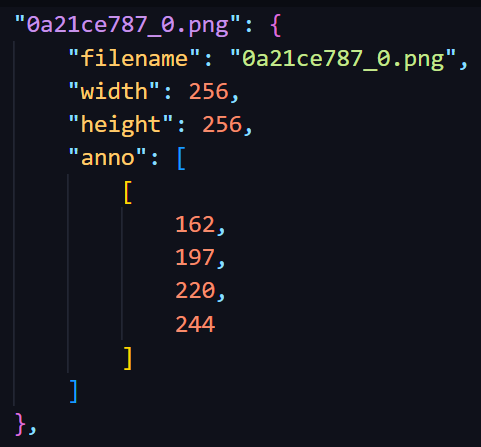 "0a21ce787_0.png": {
"filename": "0a21ce787_0.png",
"width": 256,
"height": 256,
"anno": [
[
162,
197,
220,
244
]
]
},